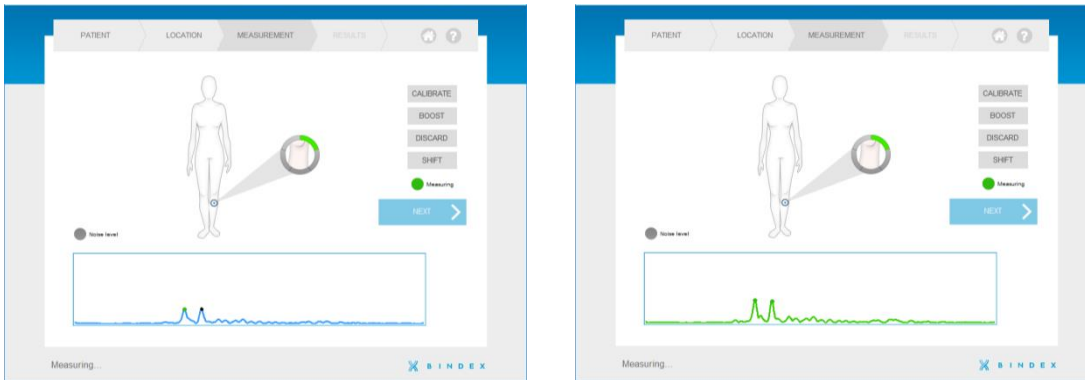 PATIENT LOCATION MEASUREMENT RESULTS ?
CALIBRATE
BOOST
DISCARD
SHIFT
Measuring
NEXT
Noise level
Measuring...
BINDEX
PATIENT LOCATION MEASUREMENT RESULTS ?
CALIBRATE
BOOST
DISCARD
SHIFT
Measuring
NEXT
Noise level
Measuring...
BINDEX